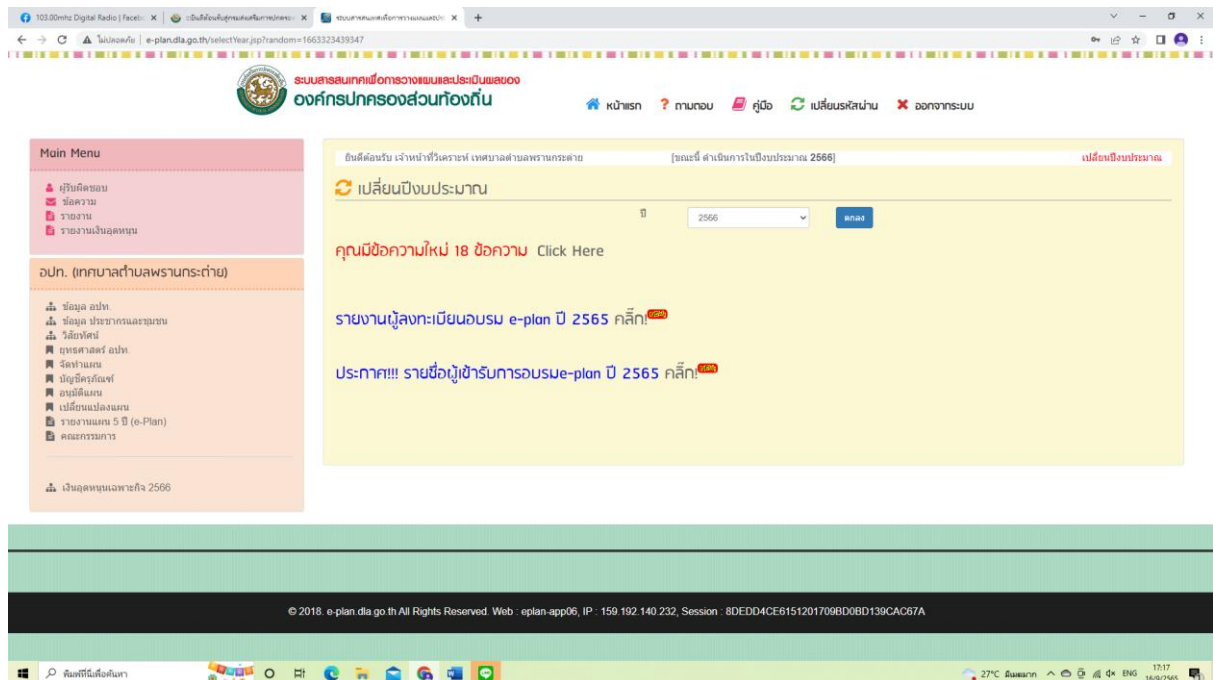 103.00mhz Digital Radio | Faceb
ไม่ปลอดภัย | e-plan.dla.go.th/selectYear.jsp?random=1663323439347
ระบบสารสนเทศเพื่อการวางแผนและประเมินผลของ
องค์กรปกครองส่วนท้องถิ่น
หน้าแรก ? ถามตอบ คู่มือ เปลี่ยนรหัสผ่าน ออกจากระบบ
Main Menu
ผู้รับผิดชอบ
ข้อความ
รายงาน
รายงานเงินอุดหนุน
อปท. (เทศบาลตำบลพรานกระต่าย)
ข้อมูล อปท.
ข้อมูล ประชากรและชุมชน
วิสัยทัศน์
ยุทธศาสตร์ อปท.
จัดทำแผน
บัญชีครุภัณฑ์
อนุมัติแผน
เปลี่ยนแปลงแผน
รายงานแผน 5 ปี (e-Plan)
คณะกรรมการ
เงินอุดหนุนเฉพาะกิจ 2566
ยินดีต้อนรับ เจ้าหน้าที่วิเคราะห์ เทศบาลตำบลพรานกระต่าย [ขณะนี้ ดำเนินการในปีงบประมาณ 2566] เปลี่ยนปีงบประมาณ
เปลี่ยนปีงบประมาณ
ปี 2566 ตกลง
คุณมีข้อความใหม่ 18 ข้อความ Click Here
รายงานผู้ลงทะเบียนอบรม e-plan ปี 2565 คลิ๊ก!
ประกาศ!!! รายชื่อผู้เข้ารับการอบรมe-plan ปี 2565 คลิ๊ก!
© 2018. e-plan.dla.go.th All Rights Reserved. Web : eplan-app06, IP : 159.192.140.232, Session : 8DEDD4CE6151201709BD0BD139CAC67A
พิมพ์ที่นี่เพื่อค้นหา
27°C มีเมฆมาก ENG 17:17
16/9/2565